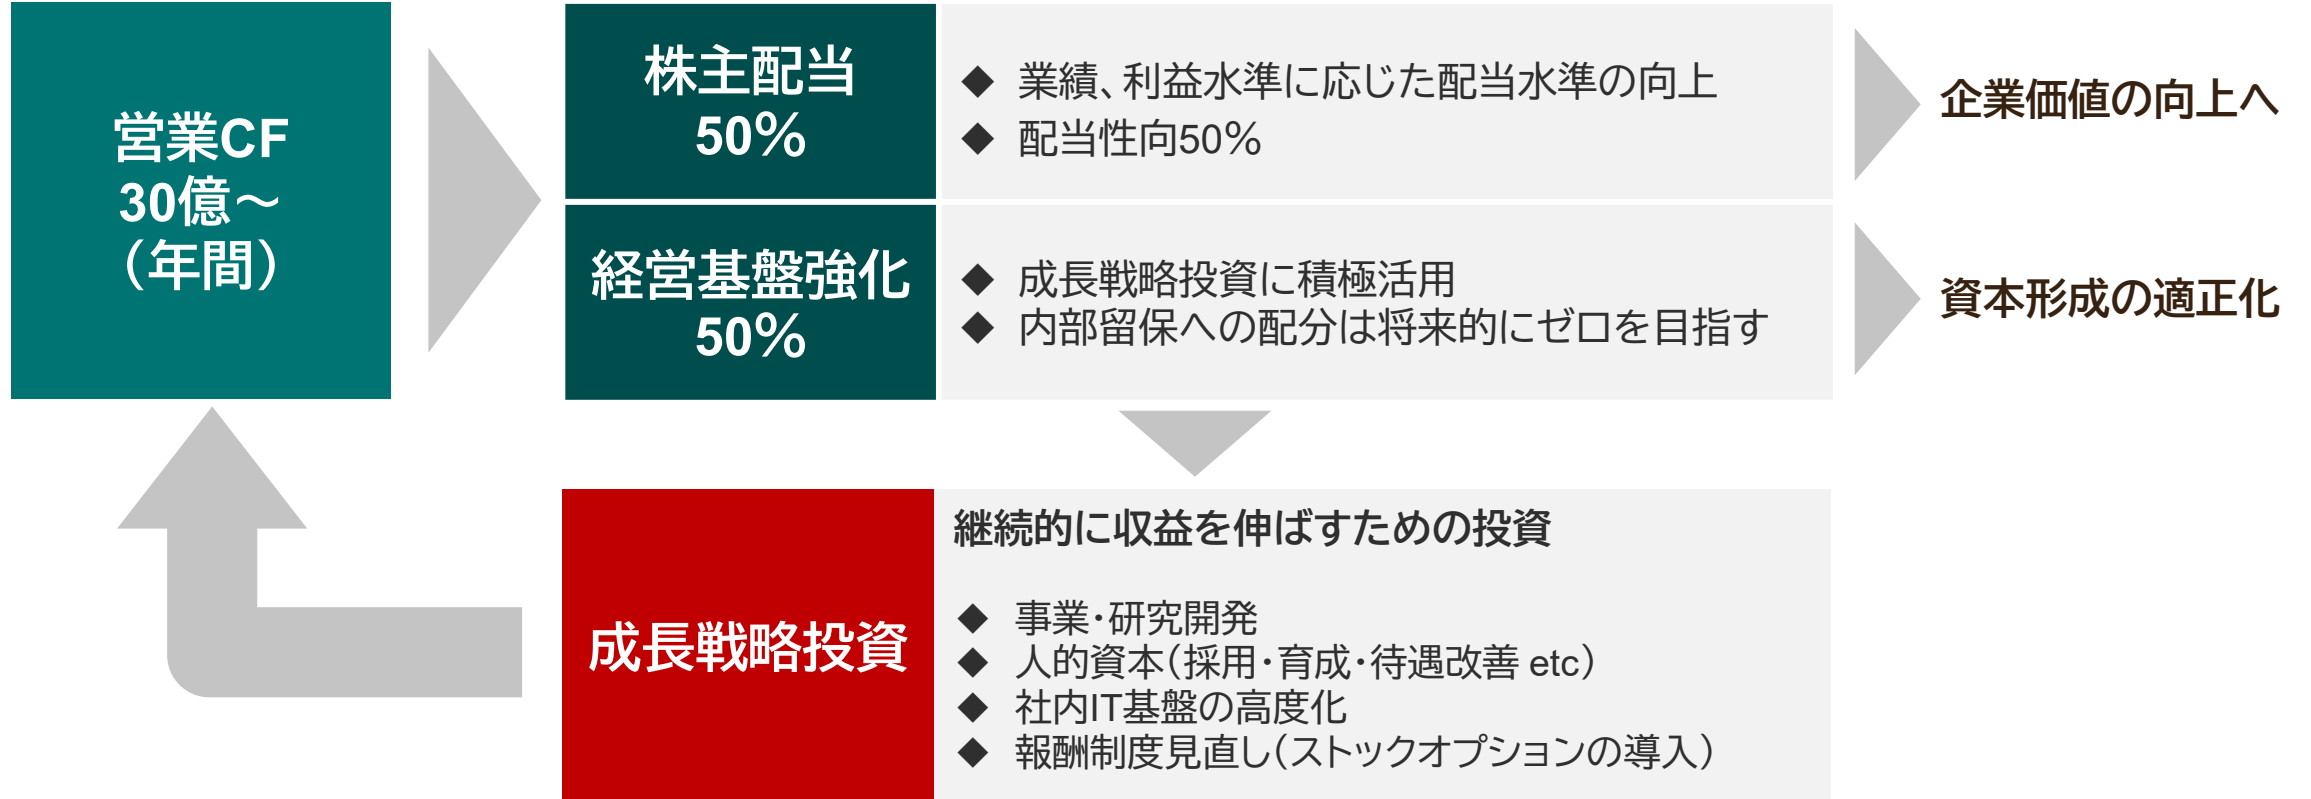 営業CF
30億～
（年間）
株主配当
50％
◆ 業績、利益水準に応じた配当水準の向上
◆ 配当性向50％
企業価値の向上へ
経営基盤強化
50％
◆ 成長戦略投資に積極活用
◆ 内部留保への配分は将来的にゼロを目指す
資本形成の適正化
成長戦略投資
継続的に収益を伸ばすための投資
◆ 事業・研究開発
◆ 人的資本（採用・育成・待遇改善 etc）
◆ 社内IT基盤の高度化
◆ 報酬制度見直し（ストックオプションの導入）